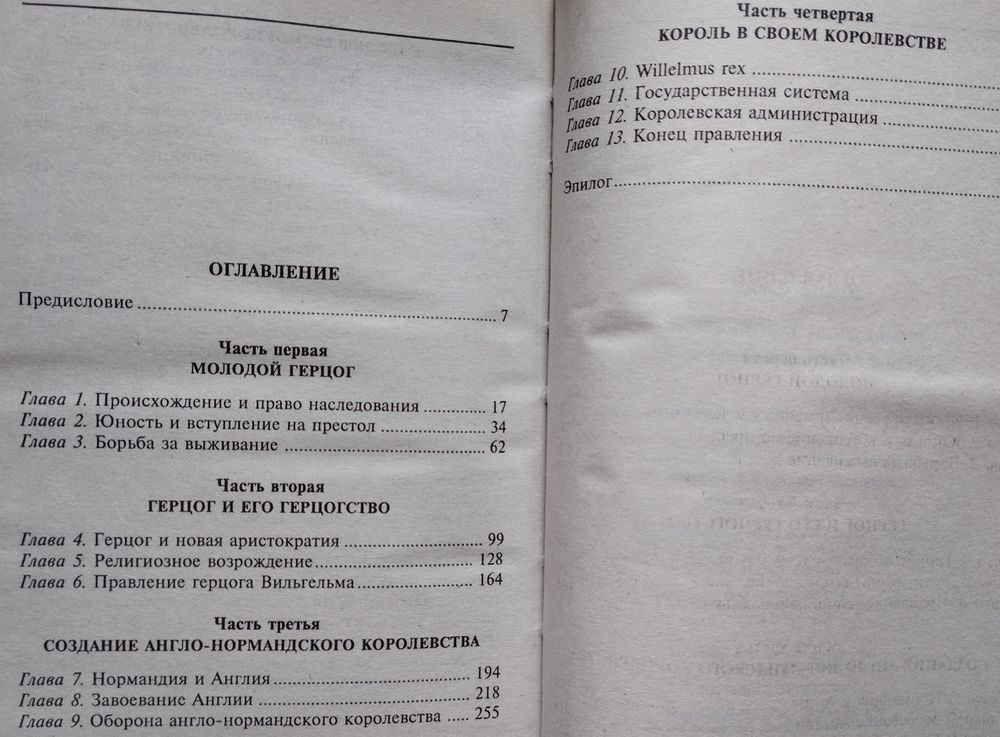 ОГЛАВЛЕНИЕ
Предисловие 7
Часть первая
МОЛОДОЙ ГЕРЦОГ
Глава 1. Происхождение и право наследования 17
Глава 2. Юность и вступление на престол 34
Глава 3. Борьба за выживание 62
Часть вторая
ГЕРЦОГ И ЕГО ГЕРЦОГСТВО
Глава 4. Герцог и новая аристократия 99
Глава 5. Религиозное возрождение 128
Глава 6. Правление герцога Вильгельма 164
Часть третья
СОЗДАНИЕ АНГЛО-НОРМАНДСКОГО КОРОЛЕВСТВА
Глава 7. Нормандия и Англия 194
Глава 8. Завоевание Англии 218
Глава 9. Оборона англо-нормандского королевства 255
Часть четвертая
КОРОЛЬ В СВОЕМ КОРОЛЕВСТВЕ
Глава 10. Willelmus rex
Глава 11. Государственная система
Глава 12. Королевская администрация
Глава 13. Конец правления
Эпилог